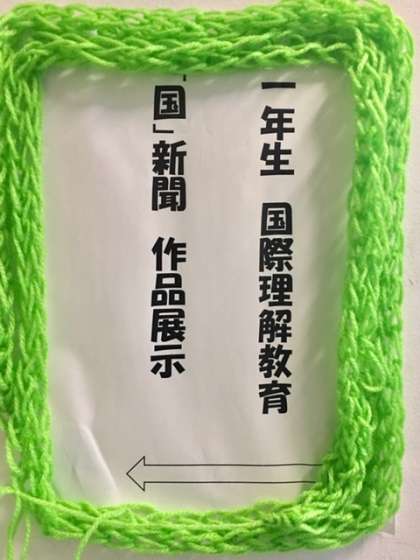 一年生 国際理解教育
「国」新聞 作品展示